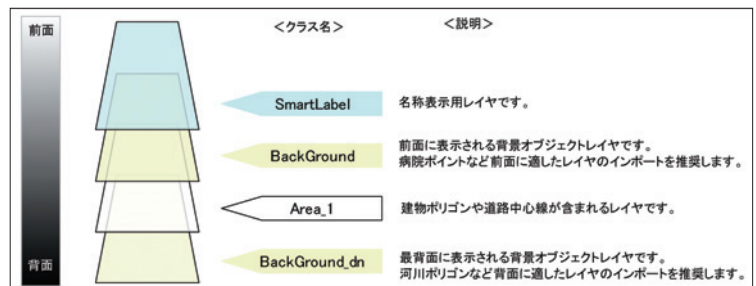 前面
<クラス名>
<説明>
SmartLabel
名称表示用レイヤです。
BackGround
前面に表示される背景オブジェクトレイヤです。
病院ポイントなど前面に適したレイヤのインポートを推奨します。
Area_1
建物ポリゴンや道路中心線が含まれるレイヤです。
背面
BackGround_dn
最背面に表示される背景オブジェクトレイヤです。
河川ポリゴンなど背面に適したレイヤのインポートを推奨します。